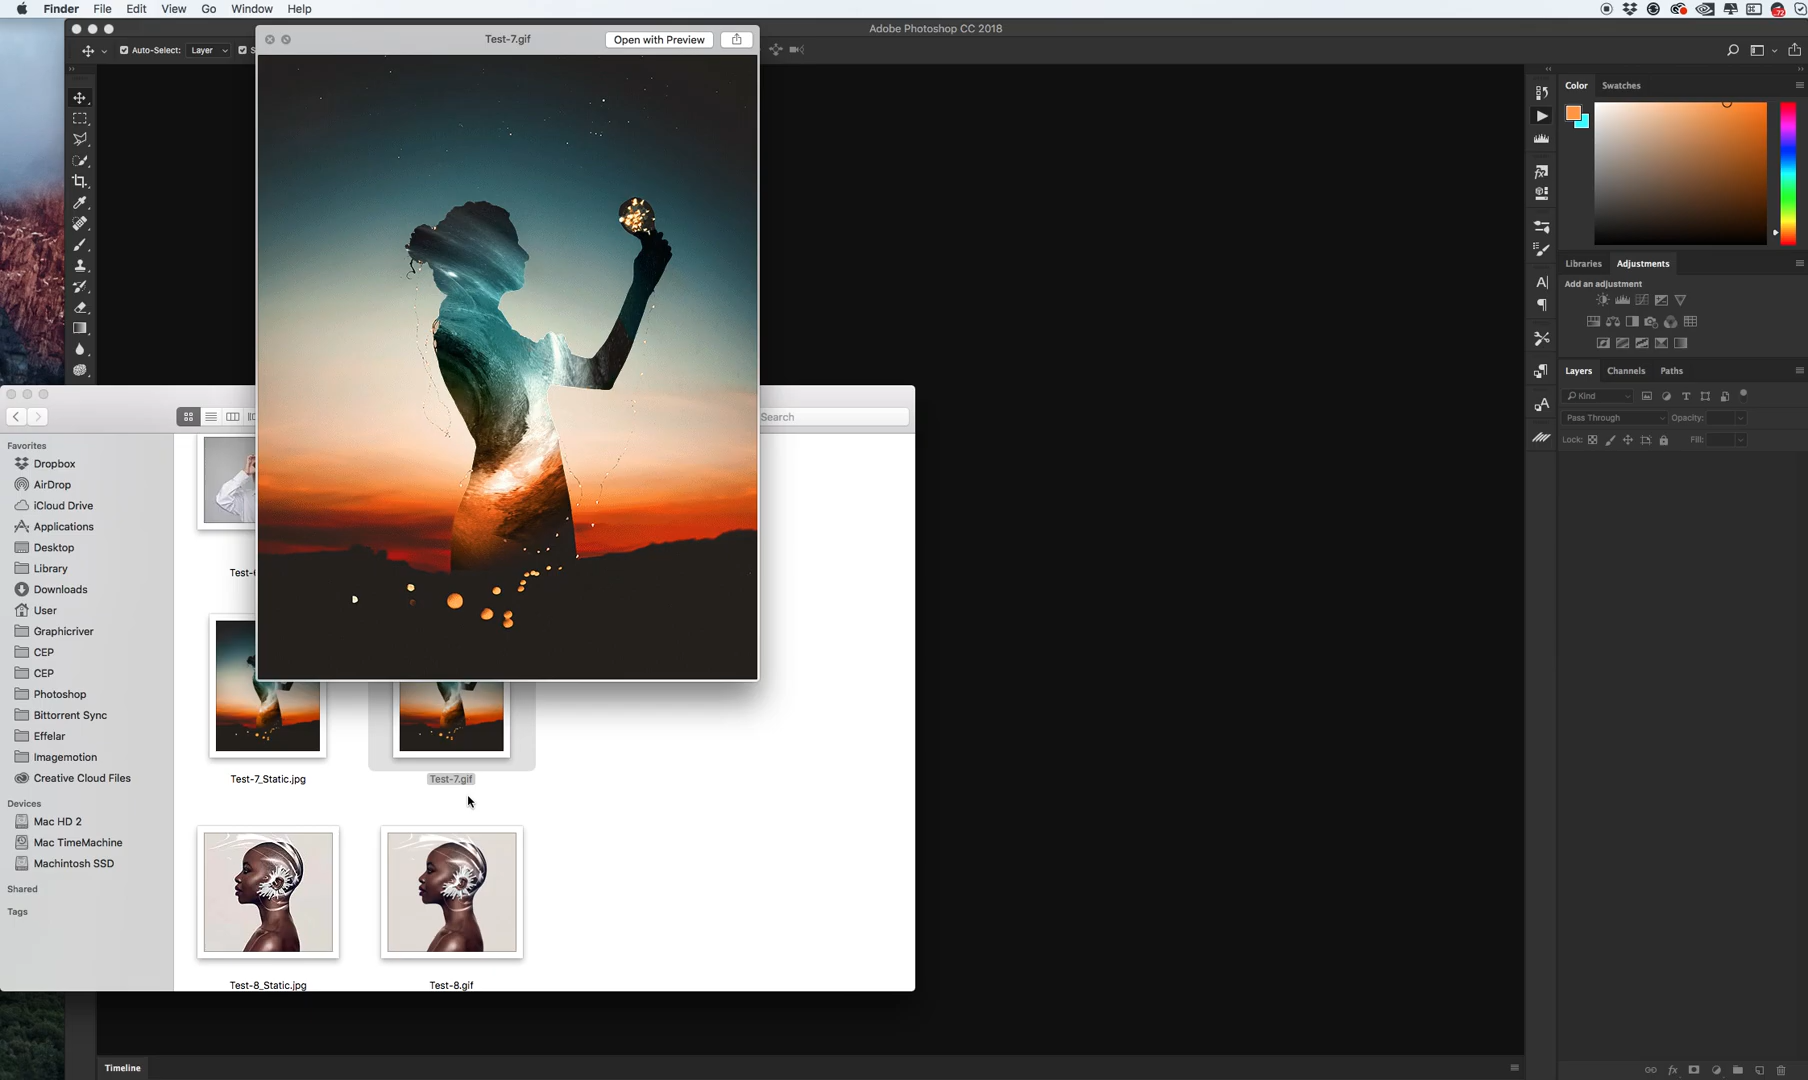 Finder File Edit View Go Window Help
Adobe Photoshop CC 2018
Auto-Select: Layer
Test-7.gif
Open with Preview
Color Swatches
Libraries Adjustments
Add an adjustment
Layers Channels Paths
Kind
Pass Through Opacity:
Lock: Fill:
Search
Favorites
Dropbox
AirDrop
iCloud Drive
Applications
Desktop
Library
Downloads
User
Graphicriver
CEP
CEP
Photoshop
Bittorrent Sync
Effelar
Imagemotion
Creative Cloud Files
Devices
Mac HD 2
Mac TimeMachine
Machintosh SSD
Shared
Tags
Test-7_Static.jpg
Test-7.gif
Test-8_Static.jpg
Test-8.gif
Timeline